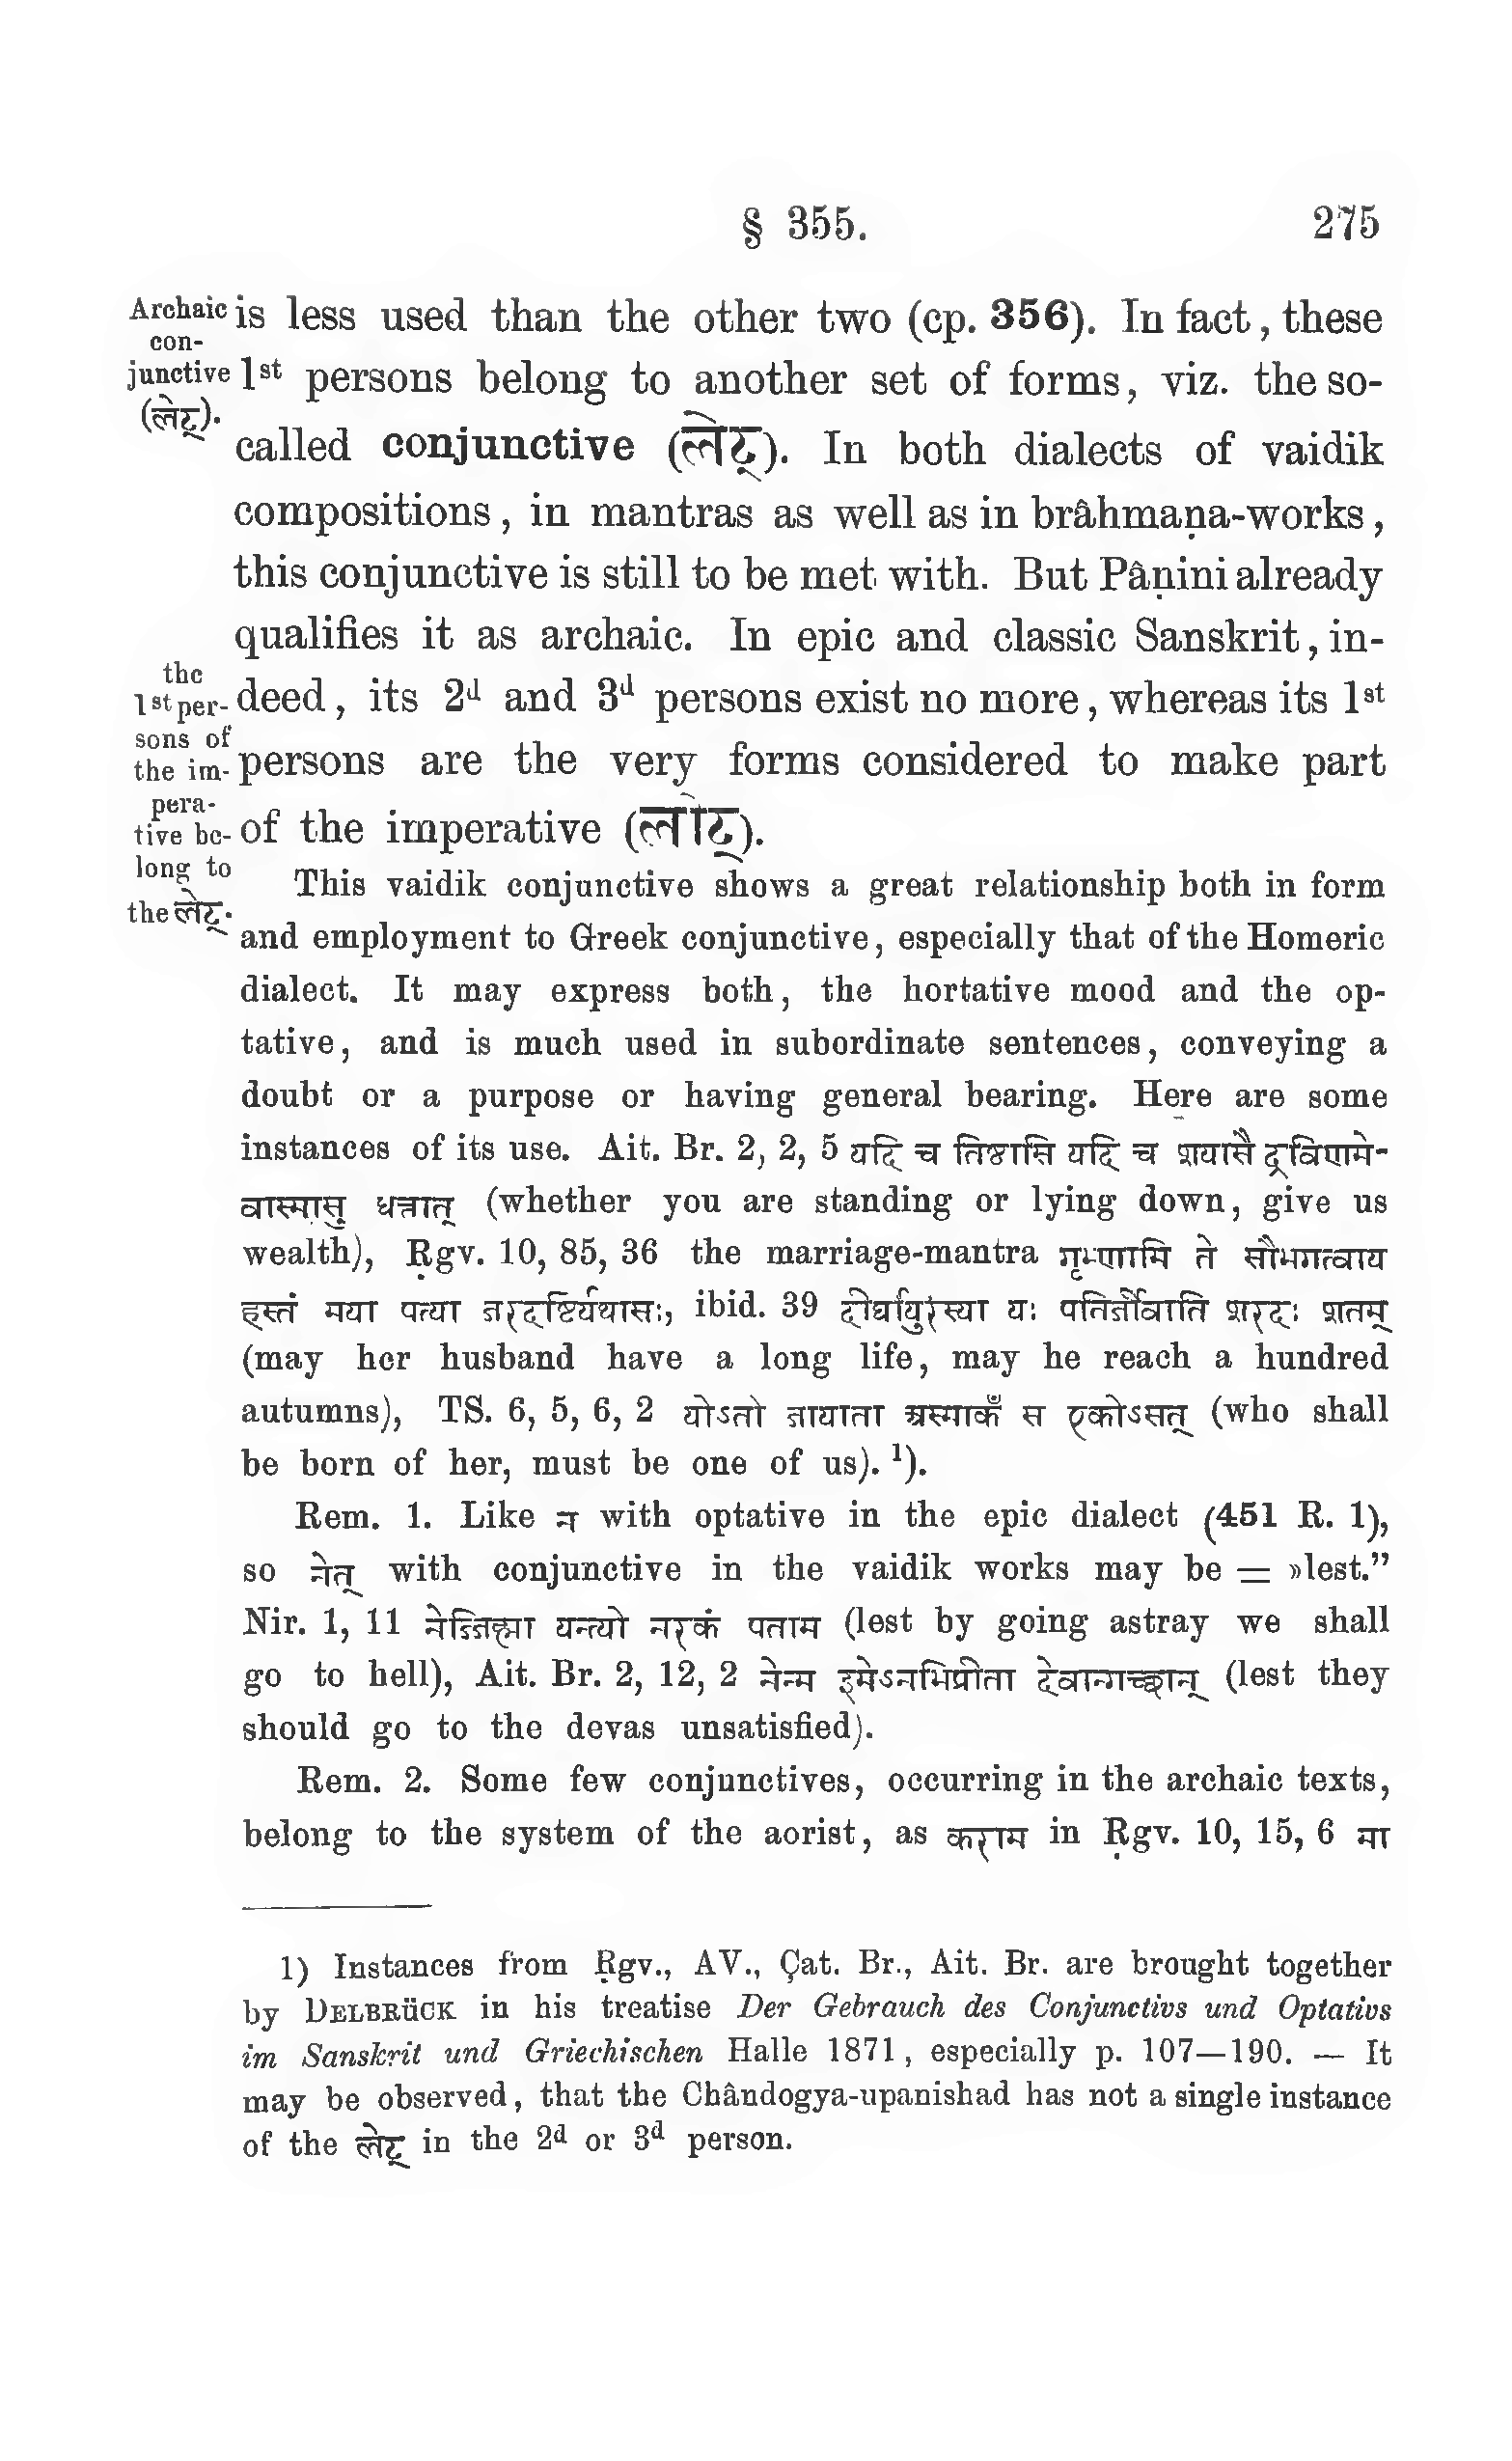 § 355. 275
Archaic
con-
junctive
(लेट्).
is less used than the other two (cp. 356). In fact, these
1st persons belong to another set of forms, viz. the so-
called conjunctive (लेट्). In both dialects of vaidik
compositions, in mantras as well as in brâhmaṇa-works,
this conjunctive is still to be met with. But Pâṇini already
qualifies it as archaic. In epic and classic Sanskrit, in-
the
1st per-
sons of
the im-
pera-
tive be-
long to
the लेट्.
deed, its 2d and 3d persons exist no more, whereas its 1st
persons are the very forms considered to make part
of the imperative (लोट्).
This vaidik conjunctive shows a great relationship both in form
and employment to Greek conjunctive, especially that of the Homeric
dialect. It may express both, the hortative mood and the op-
tative, and is much used in subordinate sentences, conveying a
doubt or a purpose or having general bearing. Here are some
instances of its use. Ait. Br. 2, 2, 5 यदि च तिष्ठासि यदि च शयासै द्रविणमे-
वास्मासु धत्तात् (whether you are standing or lying down, give us
wealth), Ṛgv. 10, 85, 36 the marriage-mantra गृभ्णामि ते सौभगत्वाय
हस्तं मया पत्या जरदष्टिर्यथासः, ibid. 39 दीर्घायुरस्या यः पतिर्जीवाति शरदः शतम्
(may her husband have a long life, may he reach a hundred
autumns), TS. 6, 5, 6, 2 योऽतो जायाता अस्माकँ स एकोऽसत् (who shall
be born of her, must be one of us). 1).
Rem. 1. Like न with optative in the epic dialect (451 R. 1),
so नेत् with conjunctive in the vaidik works may be = »lest.”
Nir. 1, 11 नेज्जिह्मा यन्त्यो नरकं पताम (lest by going astray we shall
go to hell), Ait. Br. 2, 12, 2 नेन्म इमेऽनभिप्रीता देवान्गच्छान् (lest they
should go to the devas unsatisfied).
Rem. 2. Some few conjunctives, occurring in the archaic texts,
belong to the system of the aorist, as कराम in Ṛgv. 10, 15, 6 मा
1) Instances from Ṛgv., AV., Çat. Br., Ait. Br. are brought together
by DELBRüCK in his treatise Der Gebrauch des Conjunctivs und Optativs
im Sanskrit und Griechischen Halle 1871, especially p. 107—190. — It
may be observed, that the Chândogya-upanishad has not a single instance
of the लेट् in the 2d or 3d person.